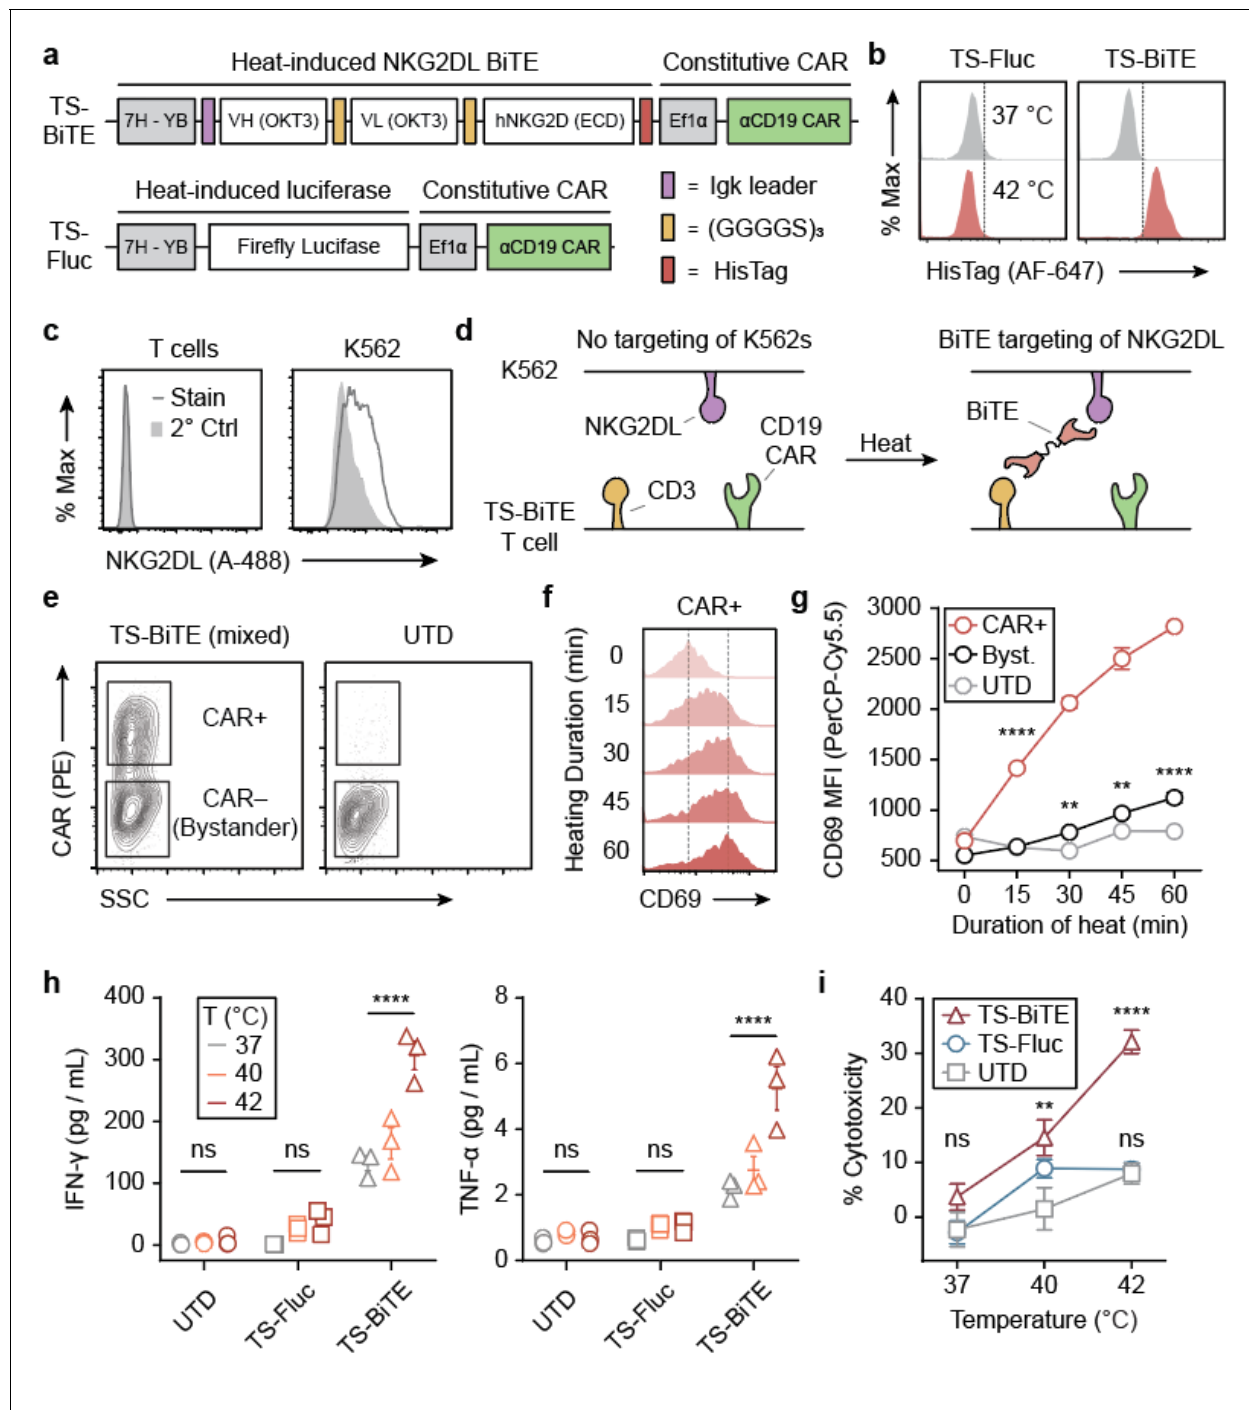 a
Heat-induced NKG2DL BiTE
Constitutive CAR
TS-
BiTE
7H - YB
VH (OKT3)
VL (OKT3)
hNKG2D (ECD)
Ef1α
αCD19 CAR
Heat-induced luciferase
Constitutive CAR
TS-
Fluc
7H - YB
Firefly Lucifase
Ef1α
αCD19 CAR
= Igk leader
= (GGGGS)₃
= HisTag
b
TS-Fluc
TS-BiTE
37 °C
42 °C
% Max
HisTag (AF-647)
c
T cells
K562
Stain
2° Ctrl
% Max
NKG2DL (A-488)
d
No targeting of K562s
BiTE targeting of NKG2DL
K562
NKG2DL
CD19
CAR
CD3
TS-BiTE
T cell
Heat
BiTE
e
TS-BiTE (mixed)
UTD
CAR+
CAR–
(Bystander)
CAR (PE)
SSC
f
CAR+
Heating Duration (min)
0
15
30
45
60
CD69
g
CD69 MFI (PerCP-Cy5.5)
3000
2500
2000
1500
1000
500
CAR+
Byst.
UTD
****
**
**
****
0 15 30 45 60
Duration of heat (min)
h
IFN-γ (pg / mL)
400
300
200
100
0
T (°C)
37
40
42
ns
ns
****
UTD
TS-Fluc
TS-BiTE
TNF-α (pg / mL)
8
6
4
2
0
ns
ns
****
UTD
TS-Fluc
TS-BiTE
i
% Cytotoxicity
40
30
20
10
0
TS-BiTE
TS-Fluc
UTD
ns
**
****
ns
37 40 42
Temperature (°C)